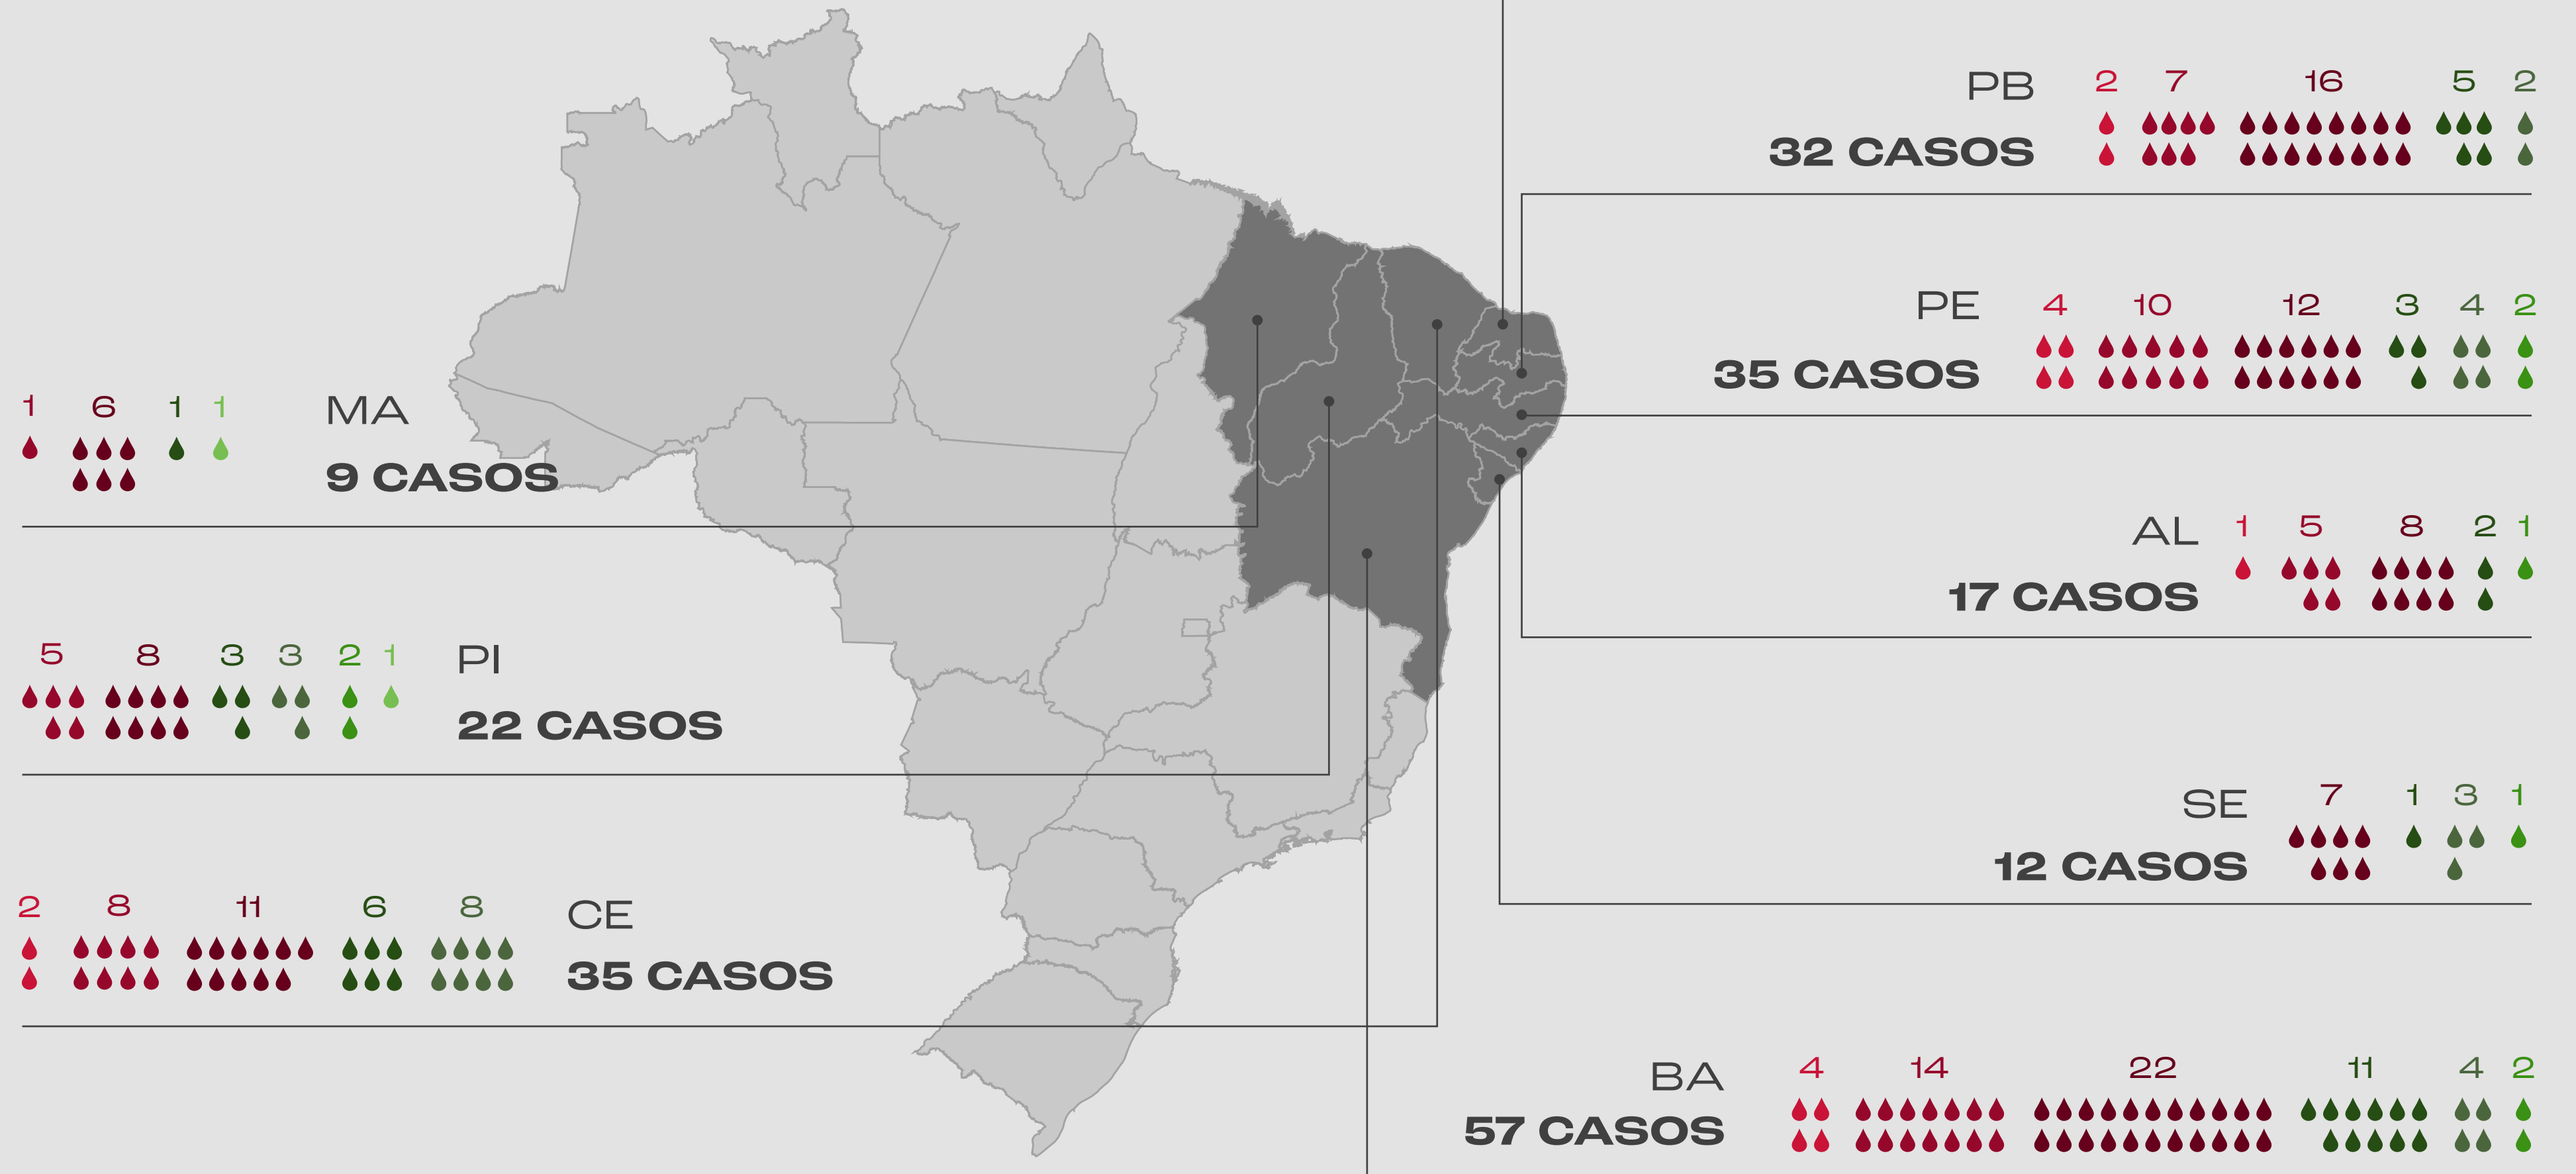 PB
32 CASOS
2 7 16 5 2
PE
35 CASOS
4 10 12 3 4 2
1 6 1 1
MA
9 CASOS
AL
17 CASOS
1 5 8 2 1
5 8 3 3 2 1
PI
22 CASOS
SE
12 CASOS
7 1 3 1
2 8 11 6 8
CE
35 CASOS
BA
57 CASOS
4 14 22 11 4 2